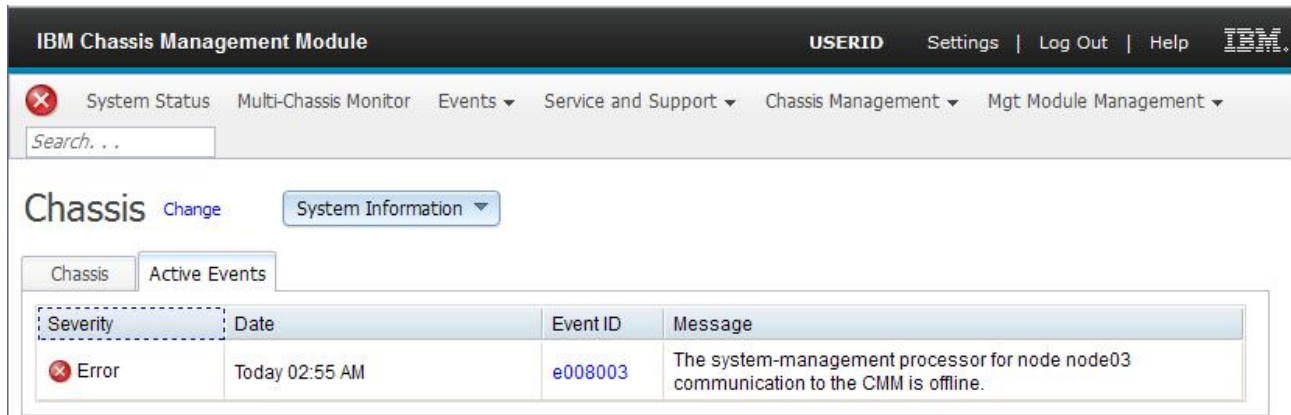 IBM Chassis Management Module USERID Settings | Log Out | Help IBM.
System Status Multi-Chassis Monitor Events Service and Support Chassis Management Mgt Module Management
Search. . .
Chassis Change System Information
Chassis Active Events
Severity Date Event ID Message
Error Today 02:55 AM e008003 The system-management processor for node node03
communication to the CMM is offline.